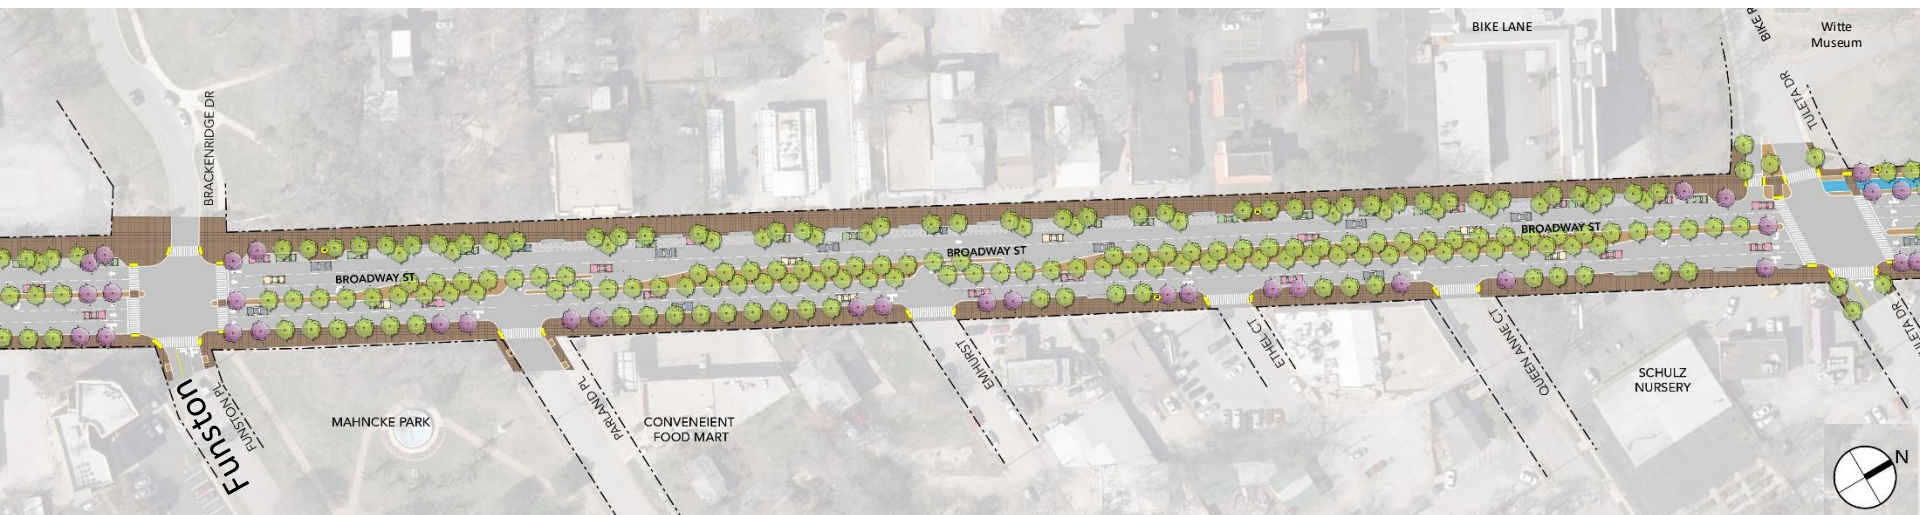 BIKE LANE
BIKE
Witte
Museum
TULETA DR
BRACKENRIDGE DR
BROADWAY ST
BROADWAY ST
BROADWAY ST
Funston
FUNSTON PL
MAHNCKE PARK
PARLAND PL
CONVENEIENT
FOOD MART
EMHURST
ETHEL CT
QUEEN ANNE CT
SCHULZ
NURSERY
TULETA DR
N